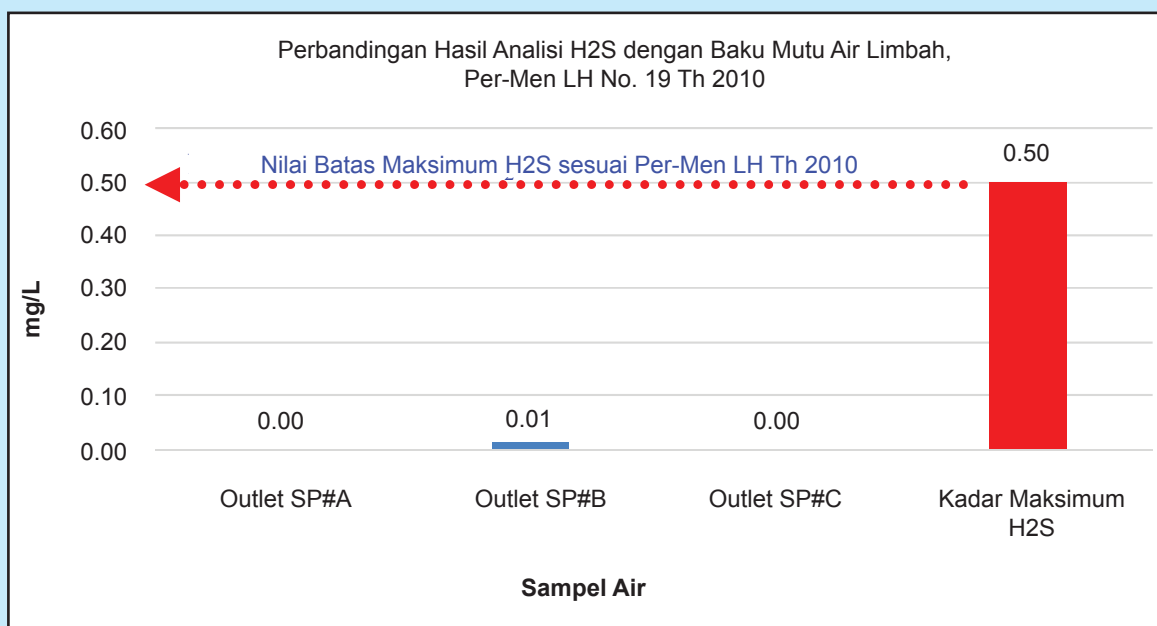 Perbandingan Hasil Analisi H2S dengan Baku Mutu Air Limbah,
Per-Men LH No. 19 Th 2010
0.60
Nilai Batas Maksimum H2S sesuai Per-Men LH Th 2010
0.50
0.50
0.40
0.30
0.20
0.10
0.00
mg/L
0.00
0.01
0.00
Outlet SP#A
Outlet SP#B
Outlet SP#C
Kadar Maksimum
H2S
Sampel Air